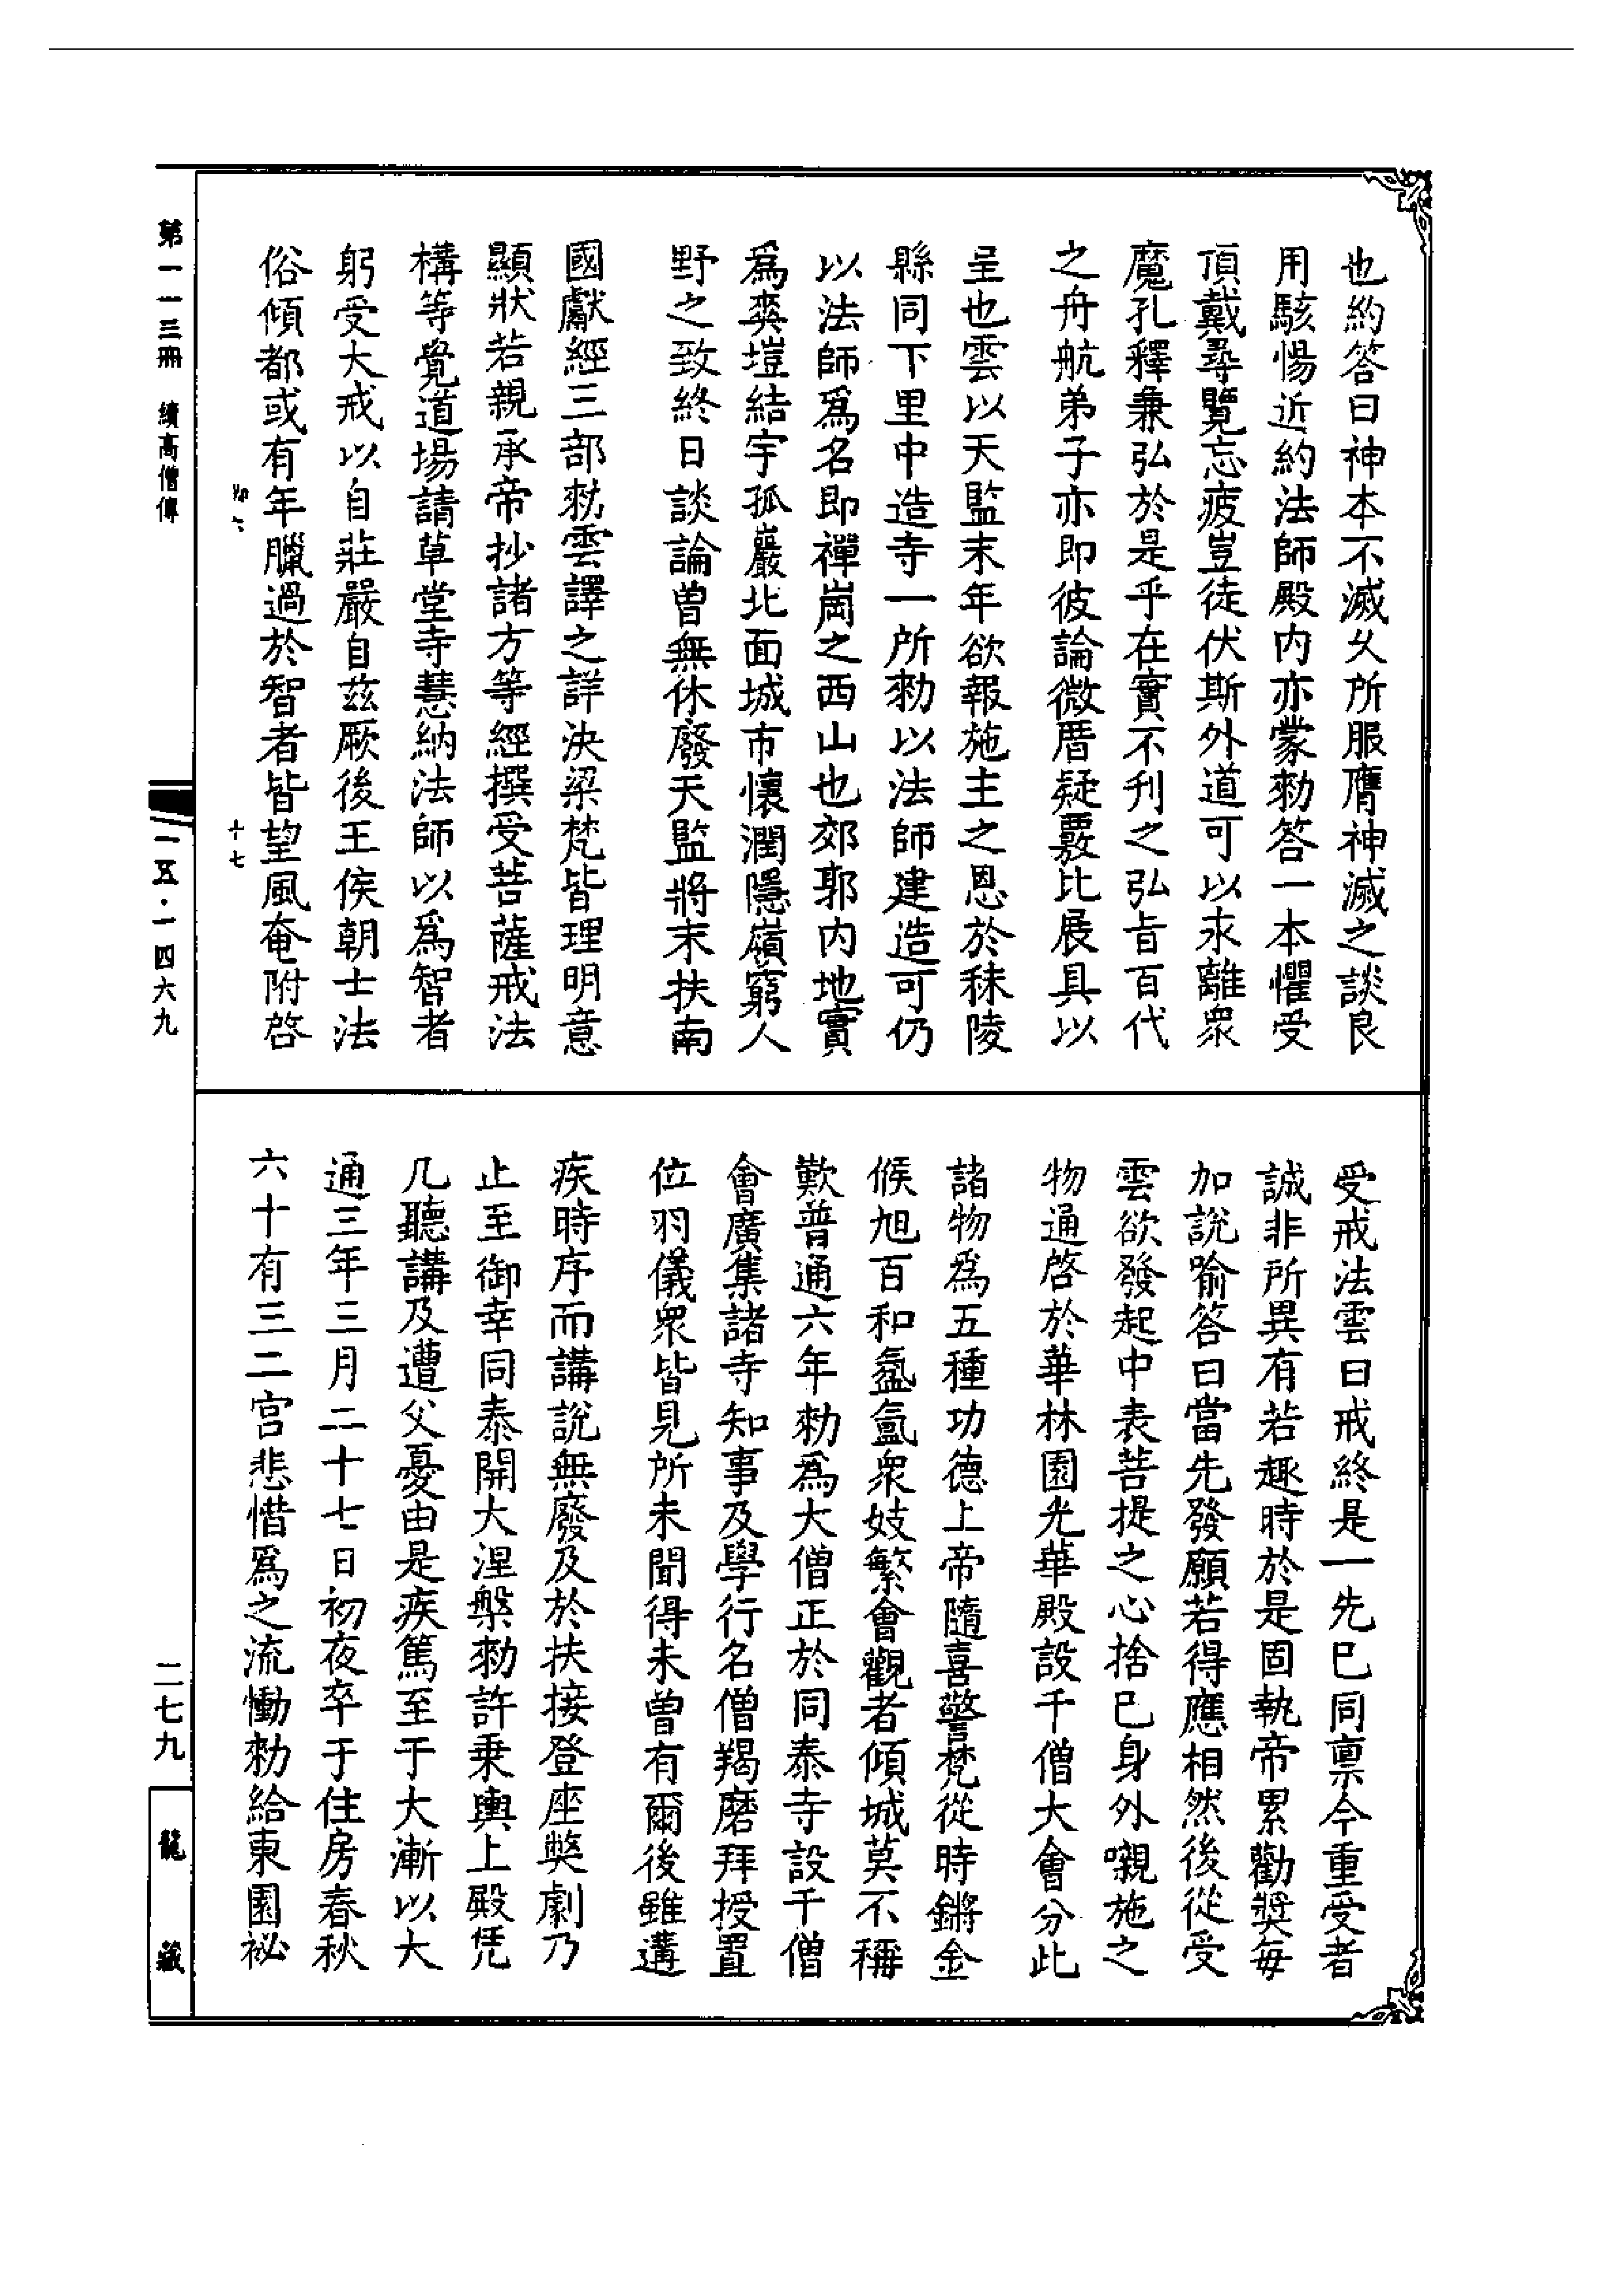 也約答曰神本不滅久所服膺神滅之談良
用駭惕近約法師殿内亦蒙勑答一本懽受
頂戴尋覽忘疲豈徒伏斯外道可以永離眾
魔孔釋兼弘於是乎在實不刋之弘旨百代
之舟航弟子亦即彼論微厝疑覈比展具以
呈也雲以天監末年欲報施主之恩於秣陵
縣同下里中造寺一所勑以法師建造可仍
以法師爲名即禪崗之西山也郊郭内地實
爲爽塏結宇孤巖北面城市懷潤隱嶺窮人
野之致終日談論曾無休廢天監將末扶南
國獻經三部勑雲譯之詳決梁梵皆理明意
顯狀若親承帝抄諸方等經撰受菩薩戒法
構等覺道場請草堂寺慧納法師以爲智者
躬受大戒以自莊嚴自茲厥後王侯朝士法
俗傾都或有年臘過於智者皆望風奄附啓
受戒法雲曰戒終是一先巳同禀今重受者
誠非所異有若趣時於是固執帝累勸獎每
加說喻答曰當先發願若得應相然後從受
雲欲發起中表菩提之心捨巳身外嚫施之
物通啓於華林園光華殿設千僧大會分此
諸物爲五種功德上帝隨喜警梵從時鏘金
候旭百和氳氳眾妓繁會觀者傾城莫不稱
歎普通六年勑爲大僧正於同泰寺設千僧
會廣集諸寺知事及學行名僧羯磨拜授置
位羽儀眾皆見所未聞得未曾有爾後雖遘
疾時序而講說無廢及於扶接登座獘劇乃
止至御幸同泰開大涅槃勑許乘輿上殿凭
几聽講及遭父憂由是疾篤至于大漸以大
通三年三月二十七日初夜卒于住房春秋
六十有三二宮悲惜爲之流慟勑給東園祕
十七
第一一三冊 續高僧傳
一五·一四六九
二七九
龍藏